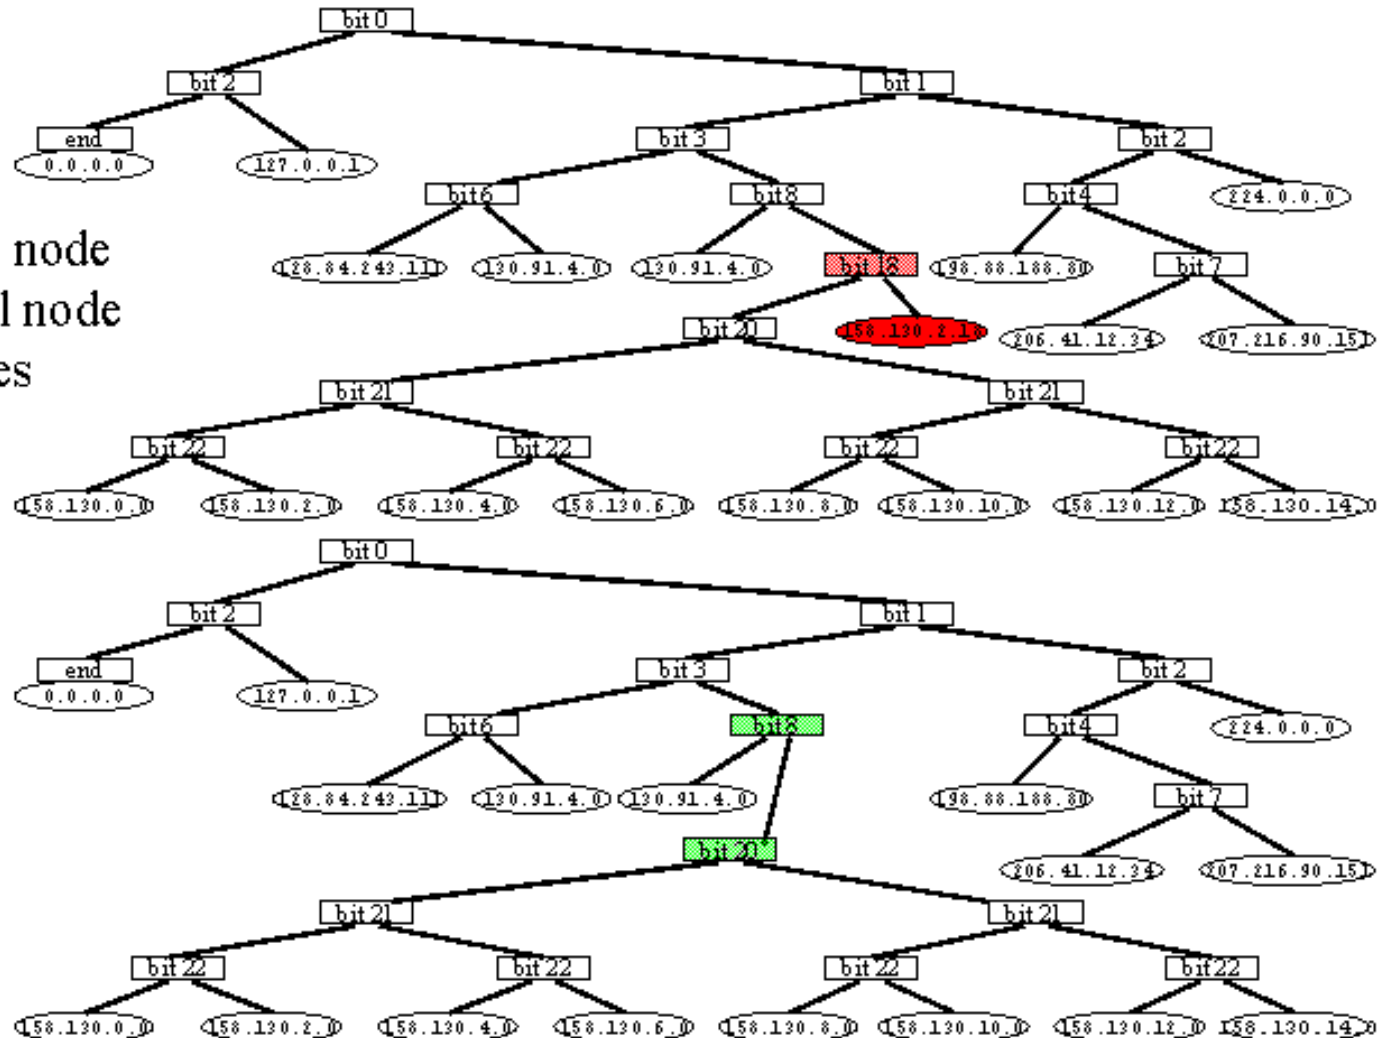 bit 0
bit 2
bit 1
end
0.0.0.0
127.0.0.1
bit 3
bit 2
bit6
bit8
bit4
224.0.0.0
node
128.84.243.111
130.91.4.0
130.91.4.0
bit 18
198.88.188.80
bit 7
l node
bit 20
158.130.2.18
206.41.12.34
207.216.90.151
es
bit 21
bit 21
bit 22
bit 22
bit 22
bit 22
158.130.0.0
158.130.2.0
158.130.4.0
158.130.6.0
158.130.8.0
158.130.10.0
158.130.12.0
158.130.14.0
bit 0
bit 2
bit 1
end
0.0.0.0
127.0.0.1
bit 3
bit 2
bit6
bit8
bit4
224.0.0.0
128.84.243.111
130.91.4.0
130.91.4.0
198.88.188.80
bit 7
bit 20
206.41.12.34
207.216.90.151
bit 21
bit 21
bit 22
bit 22
bit 22
bit 22
158.130.0.0
158.130.2.0
158.130.4.0
158.130.6.0
158.130.8.0
158.130.10.0
158.130.12.0
158.130.14.0